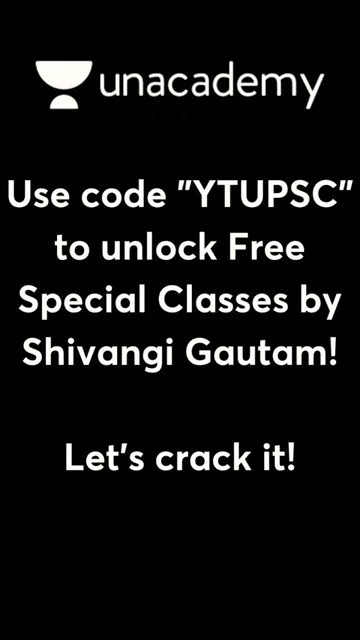 unacademy
Use code "YTUPSC"
to unlock Free
Special Classes by
Shivangi Gautam!
Let's crack it!